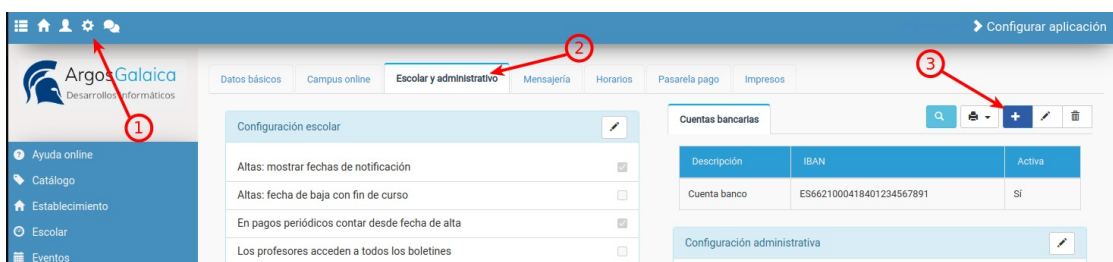 Configurar aplicación
1
2
3
ArgosGalaica
Desarrollos informáticos
Ayuda online
Catálogo
Establecimiento
Escolar
Eventos
Datos básicos
Campus online
Escolar y administrativo
Mensajería
Horarios
Pasarela pago
Impresos
Configuración escolar
Altas: mostrar fechas de notificación
Altas: fecha de baja con fin de curso
En pagos periódicos contar desde fecha de alta
Los profesores acceden a todos los boletines
Cuentas bancarias
Descripción IBAN Activa
Cuenta banco ES6621000418401234567891 Sí
Configuración administrativa